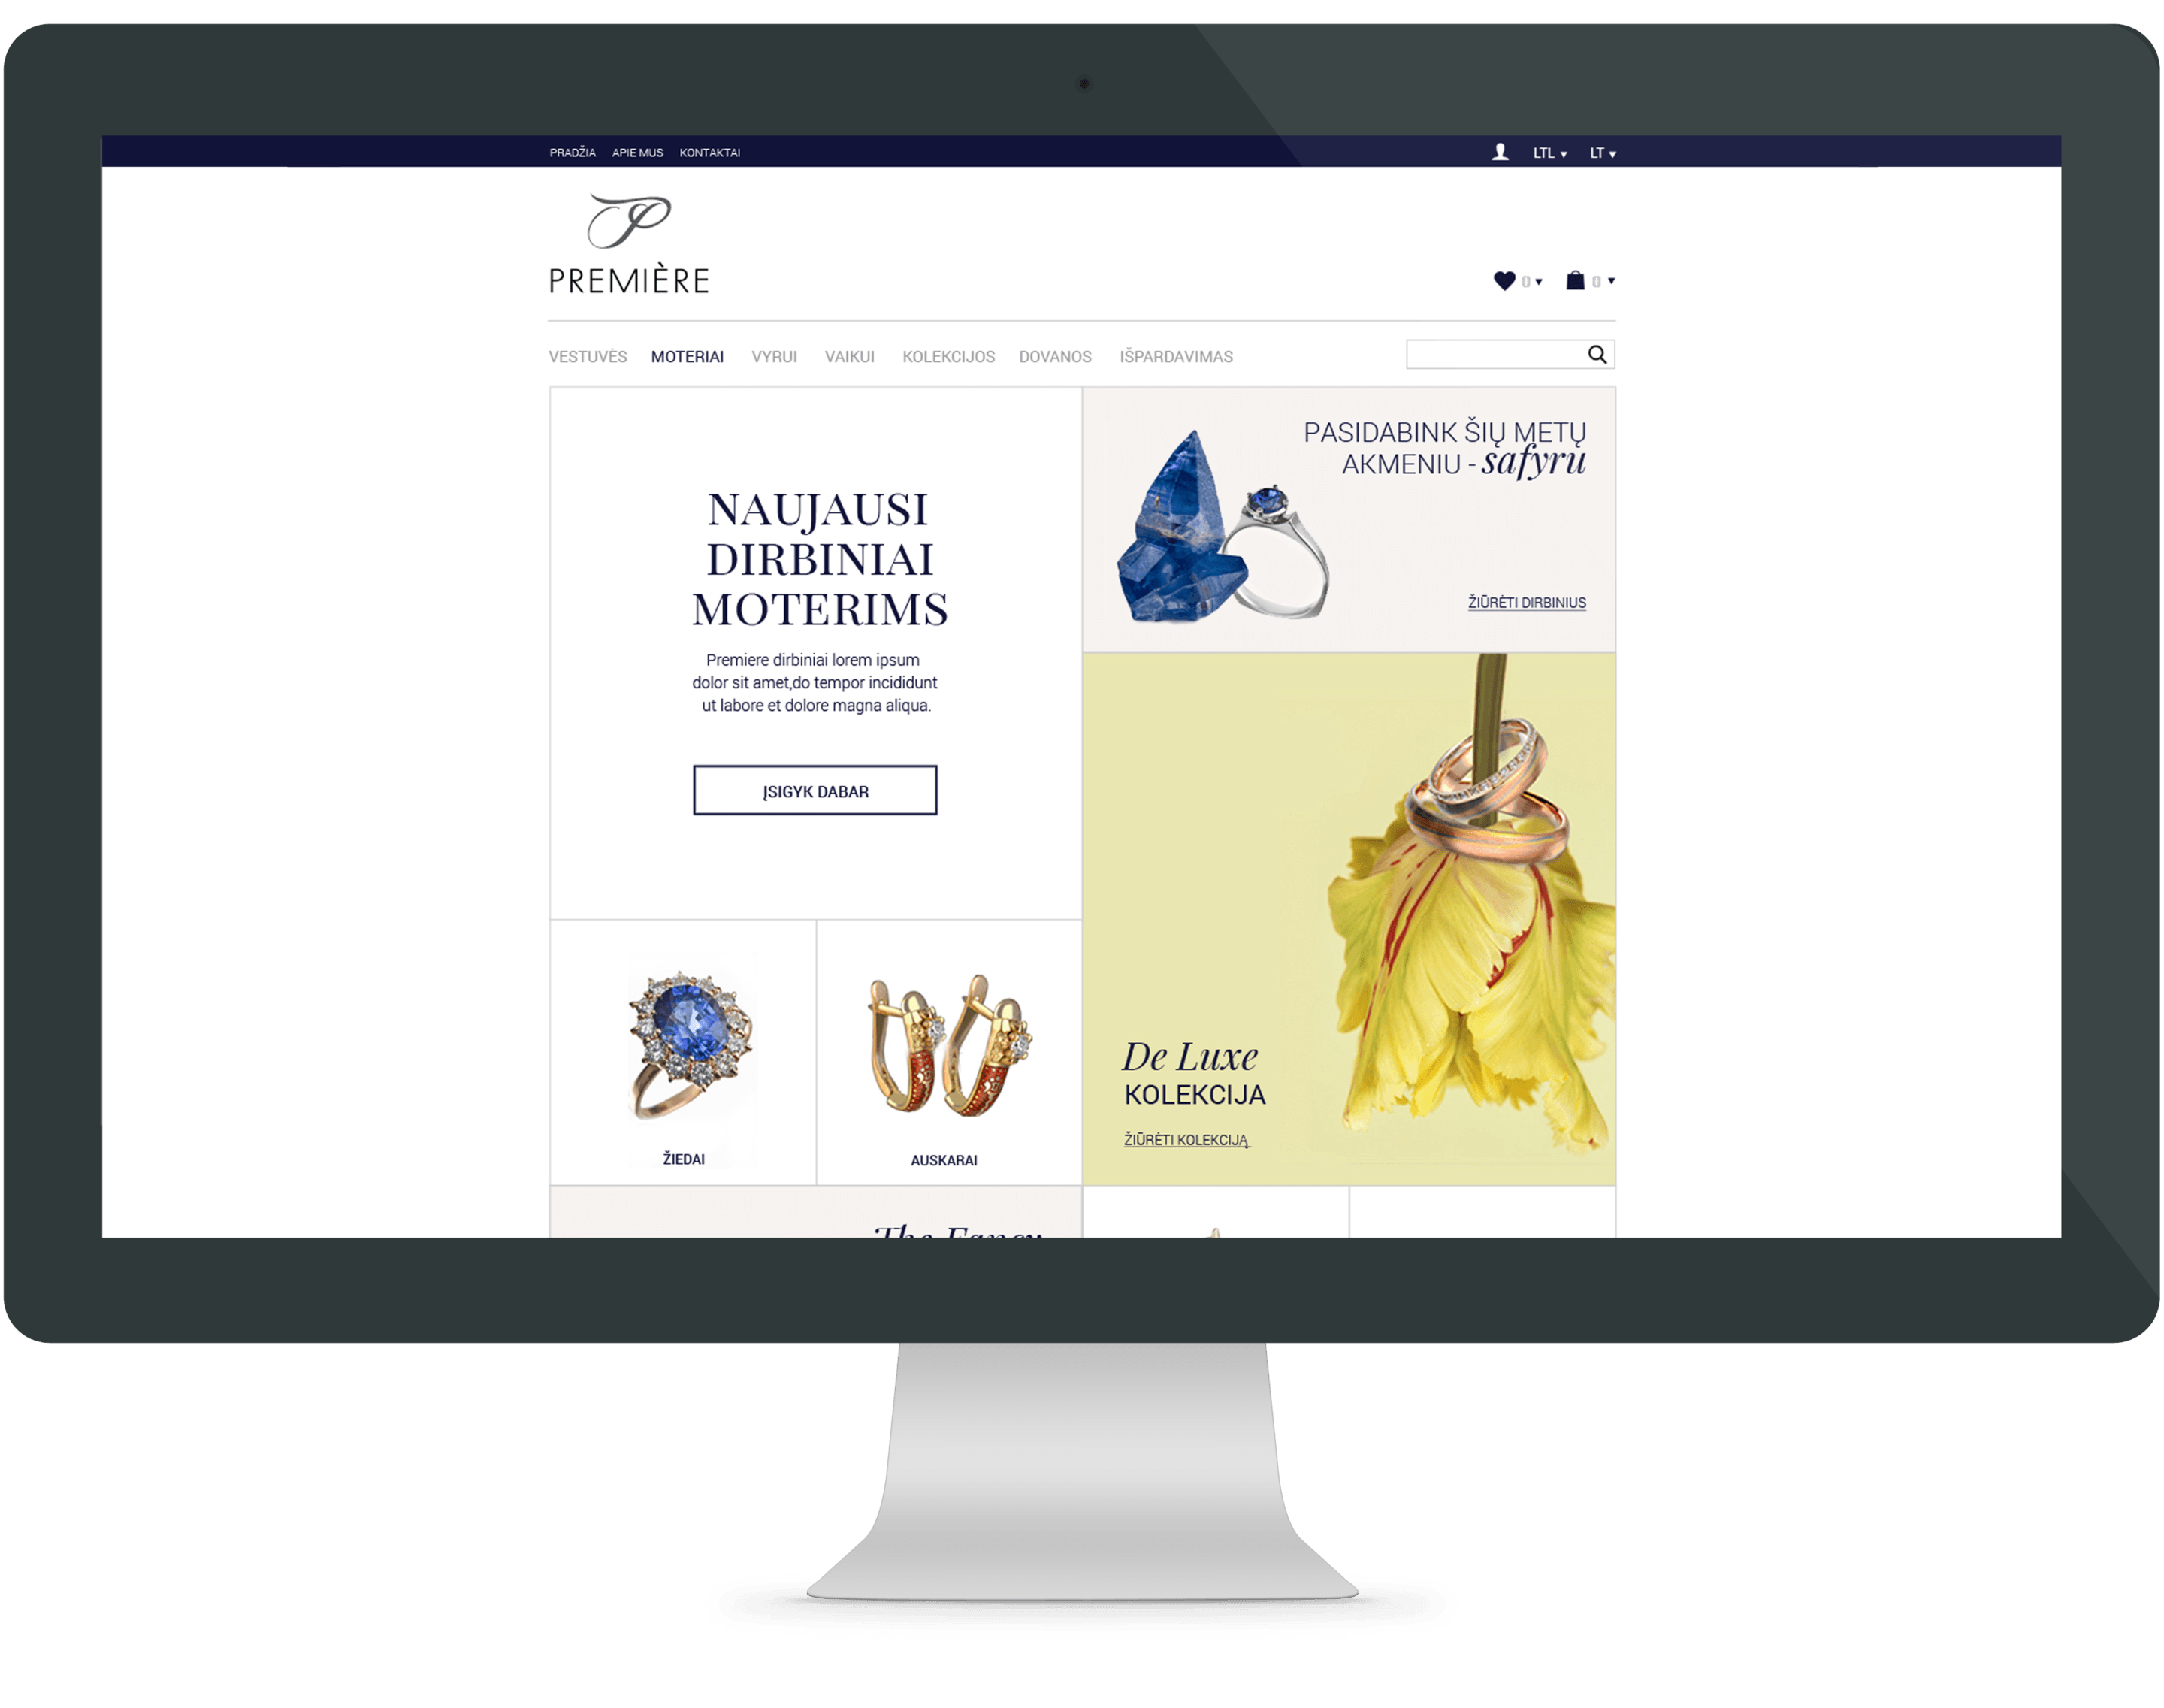 PRADŽIA APIE MUS KONTAKTAI
LTL LT
P
PREMIÈRE
0 0
VESTUVĖS MOTERIAI VYRUI VAIKUI KOLEKCIJOS DOVANOS IŠPARDAVIMAS
NAUJAUSI
DIRBINIAI
MOTERIMS
Premiere dirbiniai lorem ipsum
dolor sit amet,do tempor incididunt
ut labore et dolore magna aliqua.
ĮSIGYK DABAR
PASIDABINK ŠIŲ METŲ
AKMENIU - safyru
ŽIŪRĖTI DIRBINIUS
De Luxe
KOLEKCIJA
ŽIŪRĖTI KOLEKCIJĄ
ŽIEDAI
AUSKARAI
The Fancy